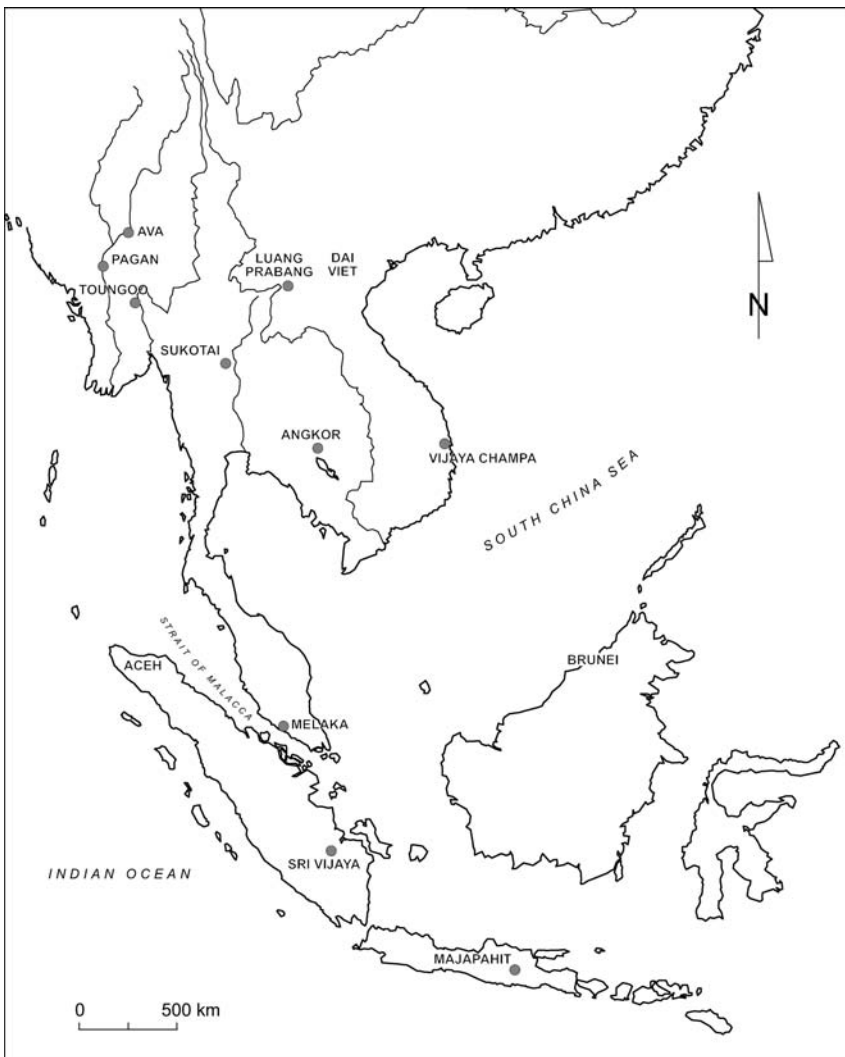 AVA
PAGAN
TOUNGOO
LUANG
PRABANG
DAI
VIET
N
SUKOTAI
ANGKOR
VIJAYA CHAMPA
SOUTH CHINA SEA
STRAIT OF MALACCA
ACEH
BRUNEI
MELAKA
SRI VIJAYA
INDIAN OCEAN
MAJAPAHIT
0 500 km